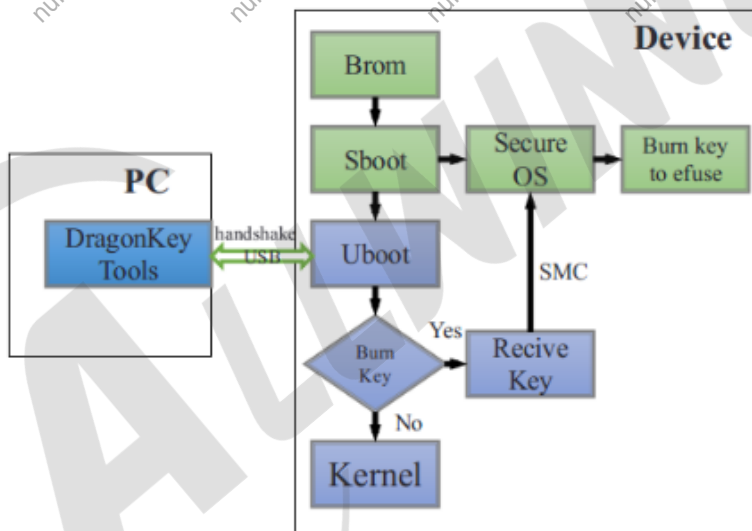 Device
Brom
Sboot
Secure
OS
Burn key
to efuse
PC
DragonKey
Tools
handshake
USB
Uboot
SMC
Burn
Key
Yes
Recive
Key
No
Kernel
ALLWIN